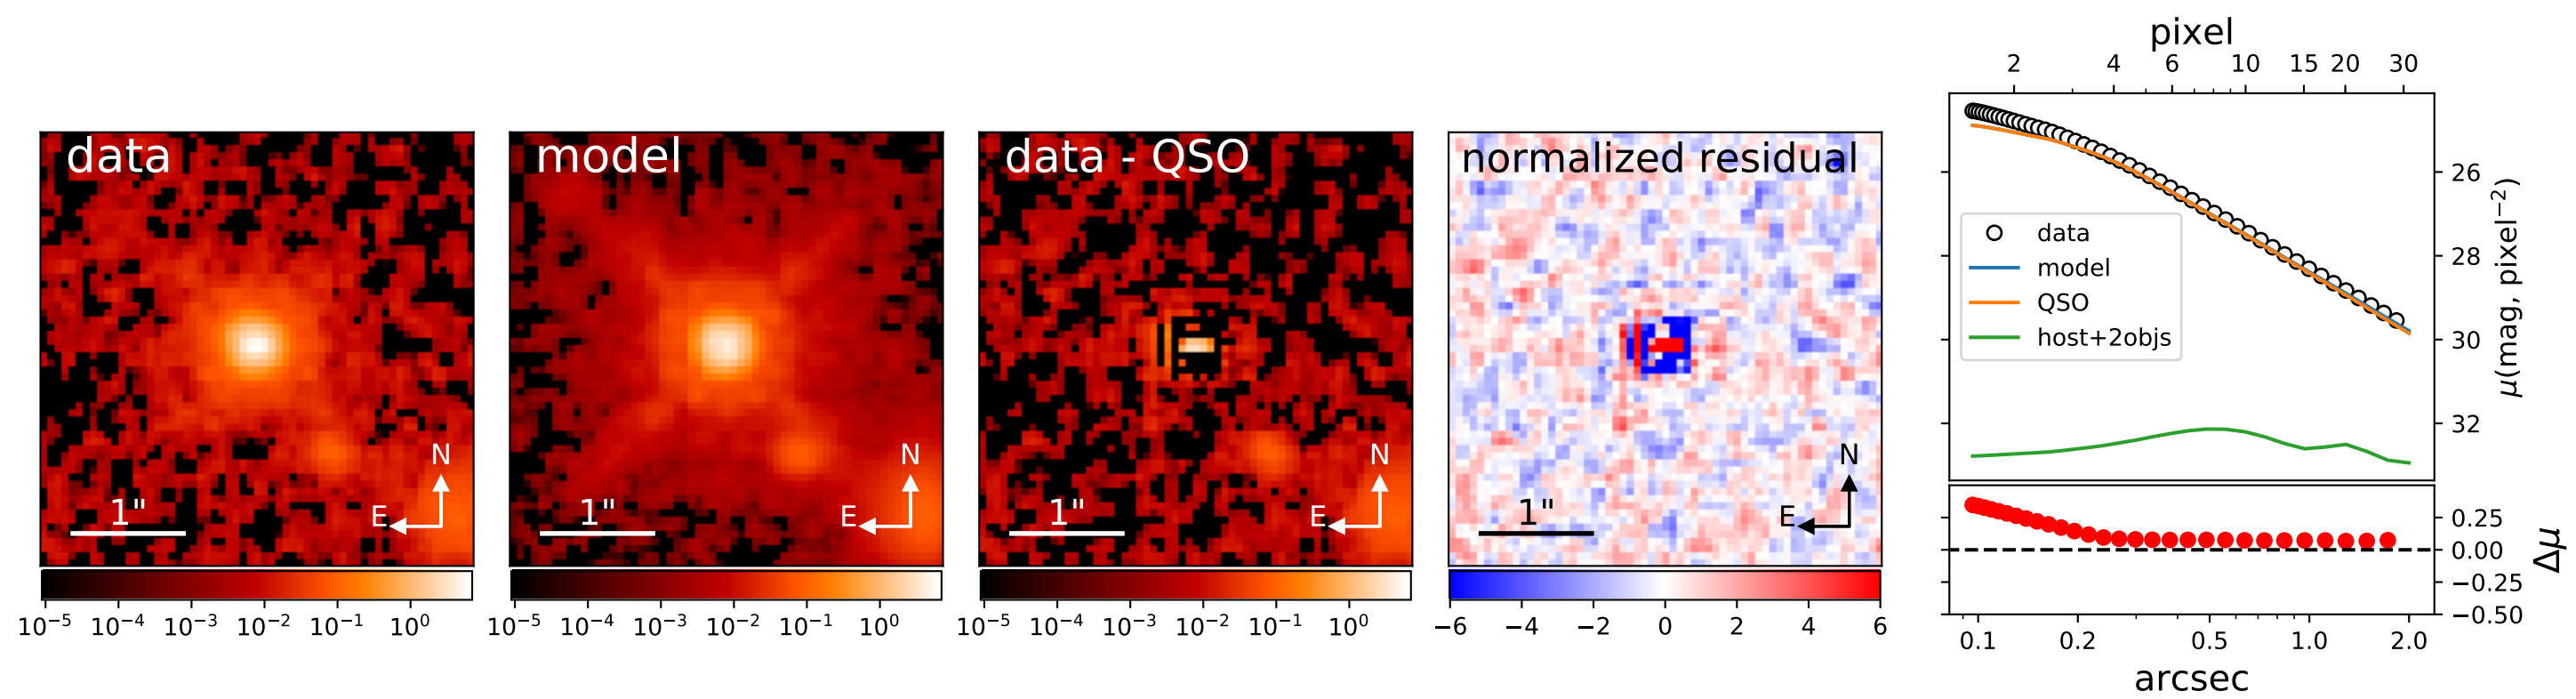 data
N
E
1"
10⁻⁵ 10⁻⁴ 10⁻³ 10⁻² 10⁻¹ 10⁰
model
N
E
1"
10⁻⁵ 10⁻⁴ 10⁻³ 10⁻² 10⁻¹ 10⁰
data - QSO
N
E
1"
10⁻⁵ 10⁻⁴ 10⁻³ 10⁻² 10⁻¹ 10⁰
normalized residual
N
E
1"
−6 −4 −2 0 2 4 6
pixel
2 4 6 10 15 20 30
data
model
QSO
host+2objs
26
28
30
32
μ(mag, pixel⁻²)
0.25
0.00
−0.25
−0.50
Δμ
0.1 0.2 0.5 1.0 2.0
arcsec